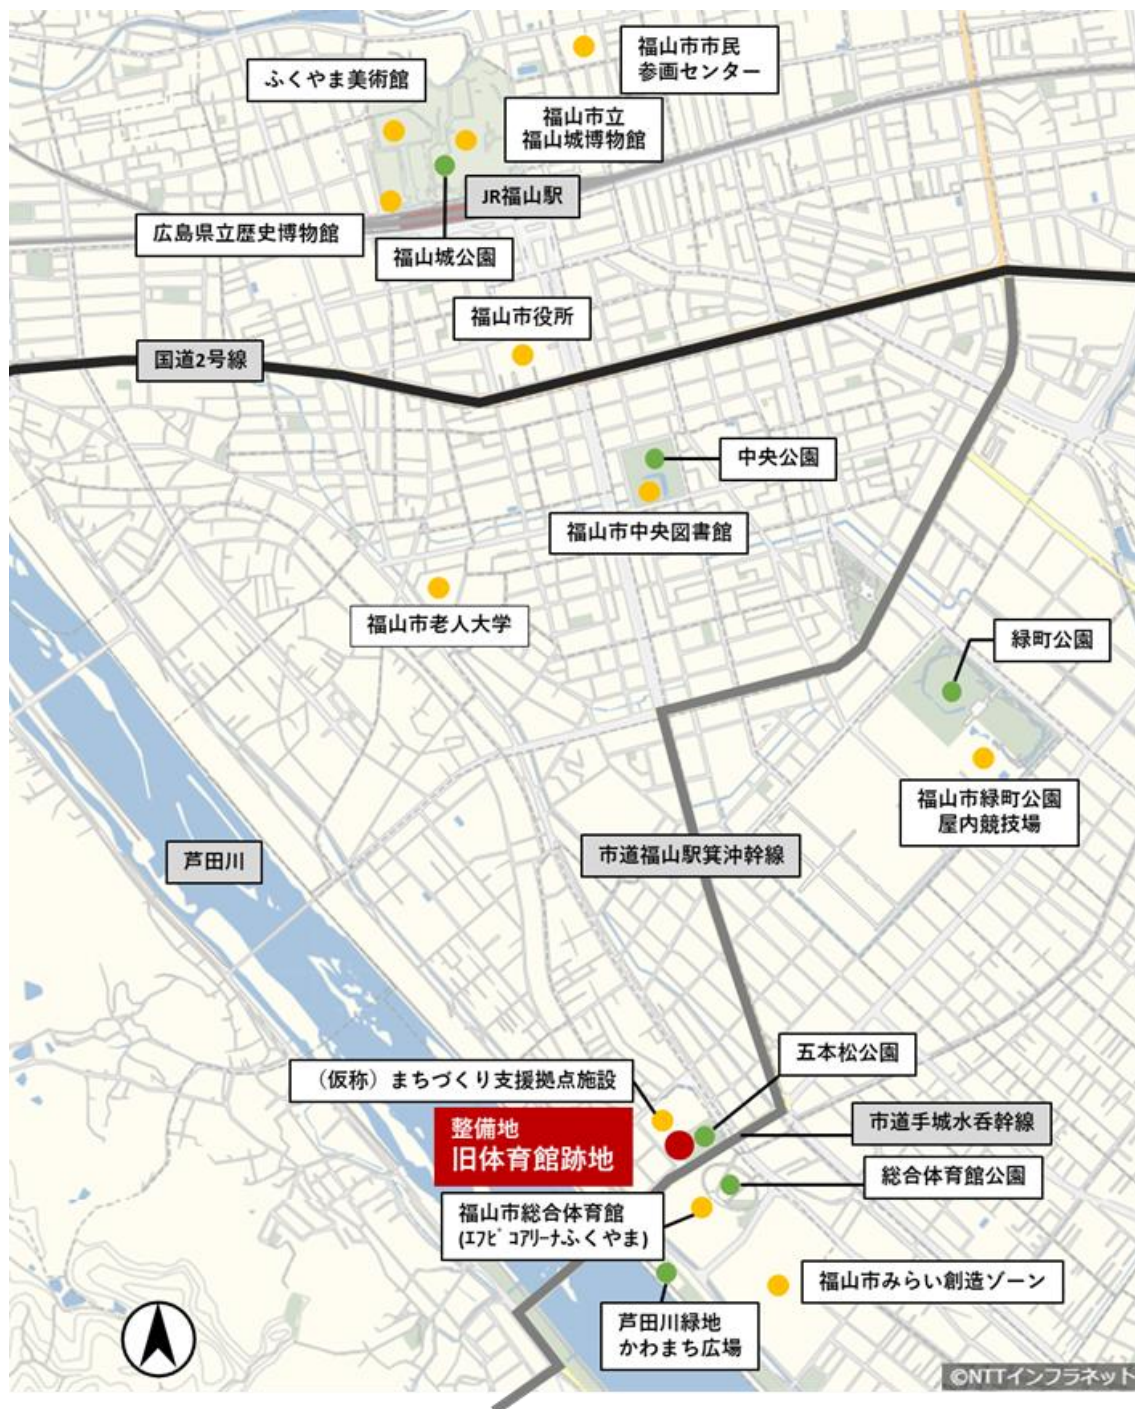 福山市市民
参画センター
ふくやま美術館
福山市立
福山城博物館
JR福山駅
広島県立歴史博物館
福山城公園
福山市役所
国道2号線
中央公園
福山市中央図書館
福山市老人大学
緑町公園
福山市緑町公園
屋内競技場
市道福山駅箕沖幹線
芦田川
五本松公園
（仮称）まちづくり支援拠点施設
市道手城水呑幹線
整備地
旧体育館跡地
総合体育館公園
福山市総合体育館
(ｴﾌﾋﾟｺｱﾘｰﾅふくやま)
福山市みらい創造ゾーン
芦田川緑地
かわまち広場
©NTTインフラネット